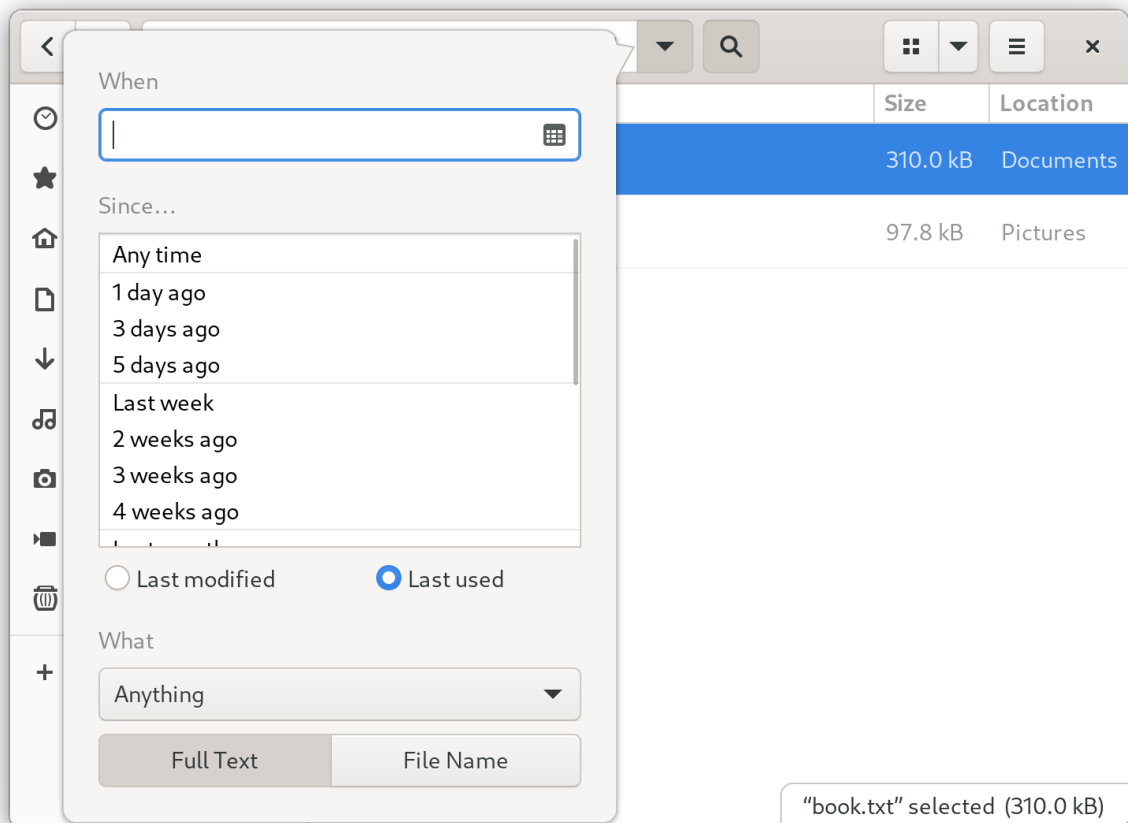 When
Since...
Any time
1 day ago
3 days ago
5 days ago
Last week
2 weeks ago
3 weeks ago
4 weeks ago
Last modified
Last used
What
Anything
Full Text
File Name
Size
Location
310.0 kB
Documents
97.8 kB
Pictures
“book.txt” selected (310.0 kB)